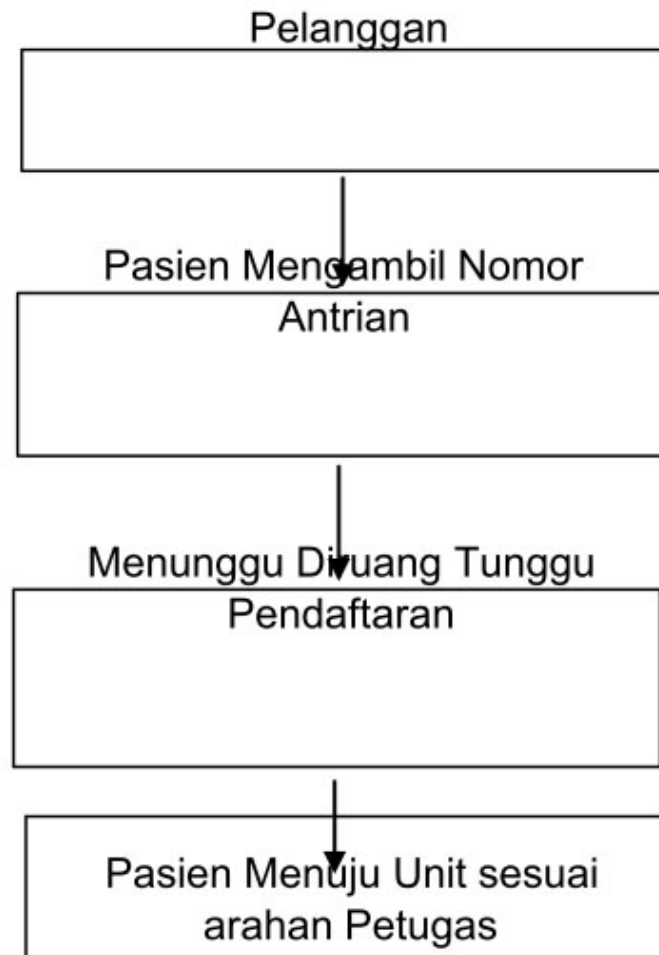 Pelanggan
Pasien Mengambil Nomor
Antrian
Menunggu Diruang Tunggu
Pendaftaran
Pasien Menuju Unit sesuai
arahan Petugas